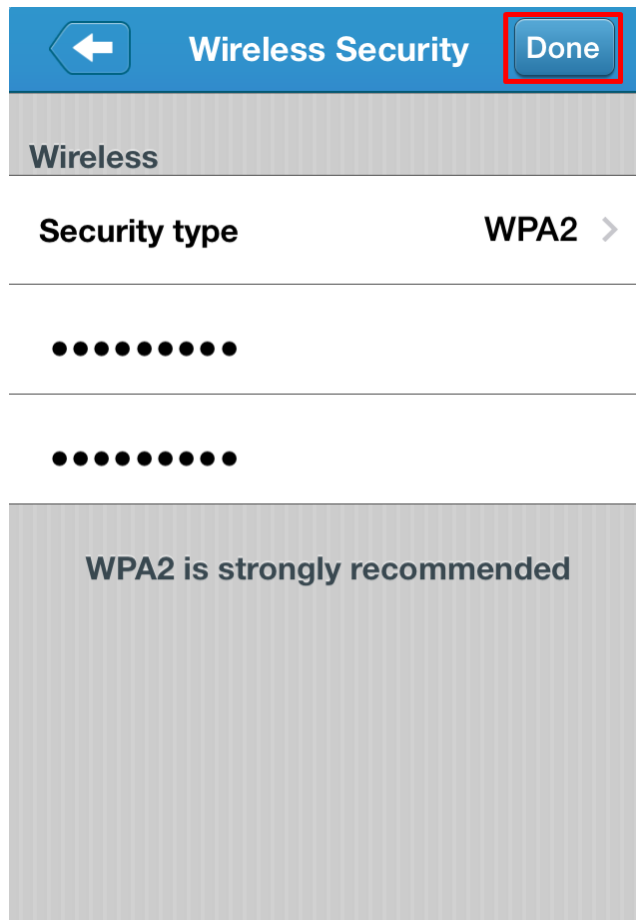 Wireless Security
Done
Wireless
Security type
WPA2
•••••••••
•••••••••
WPA2 is strongly recommended